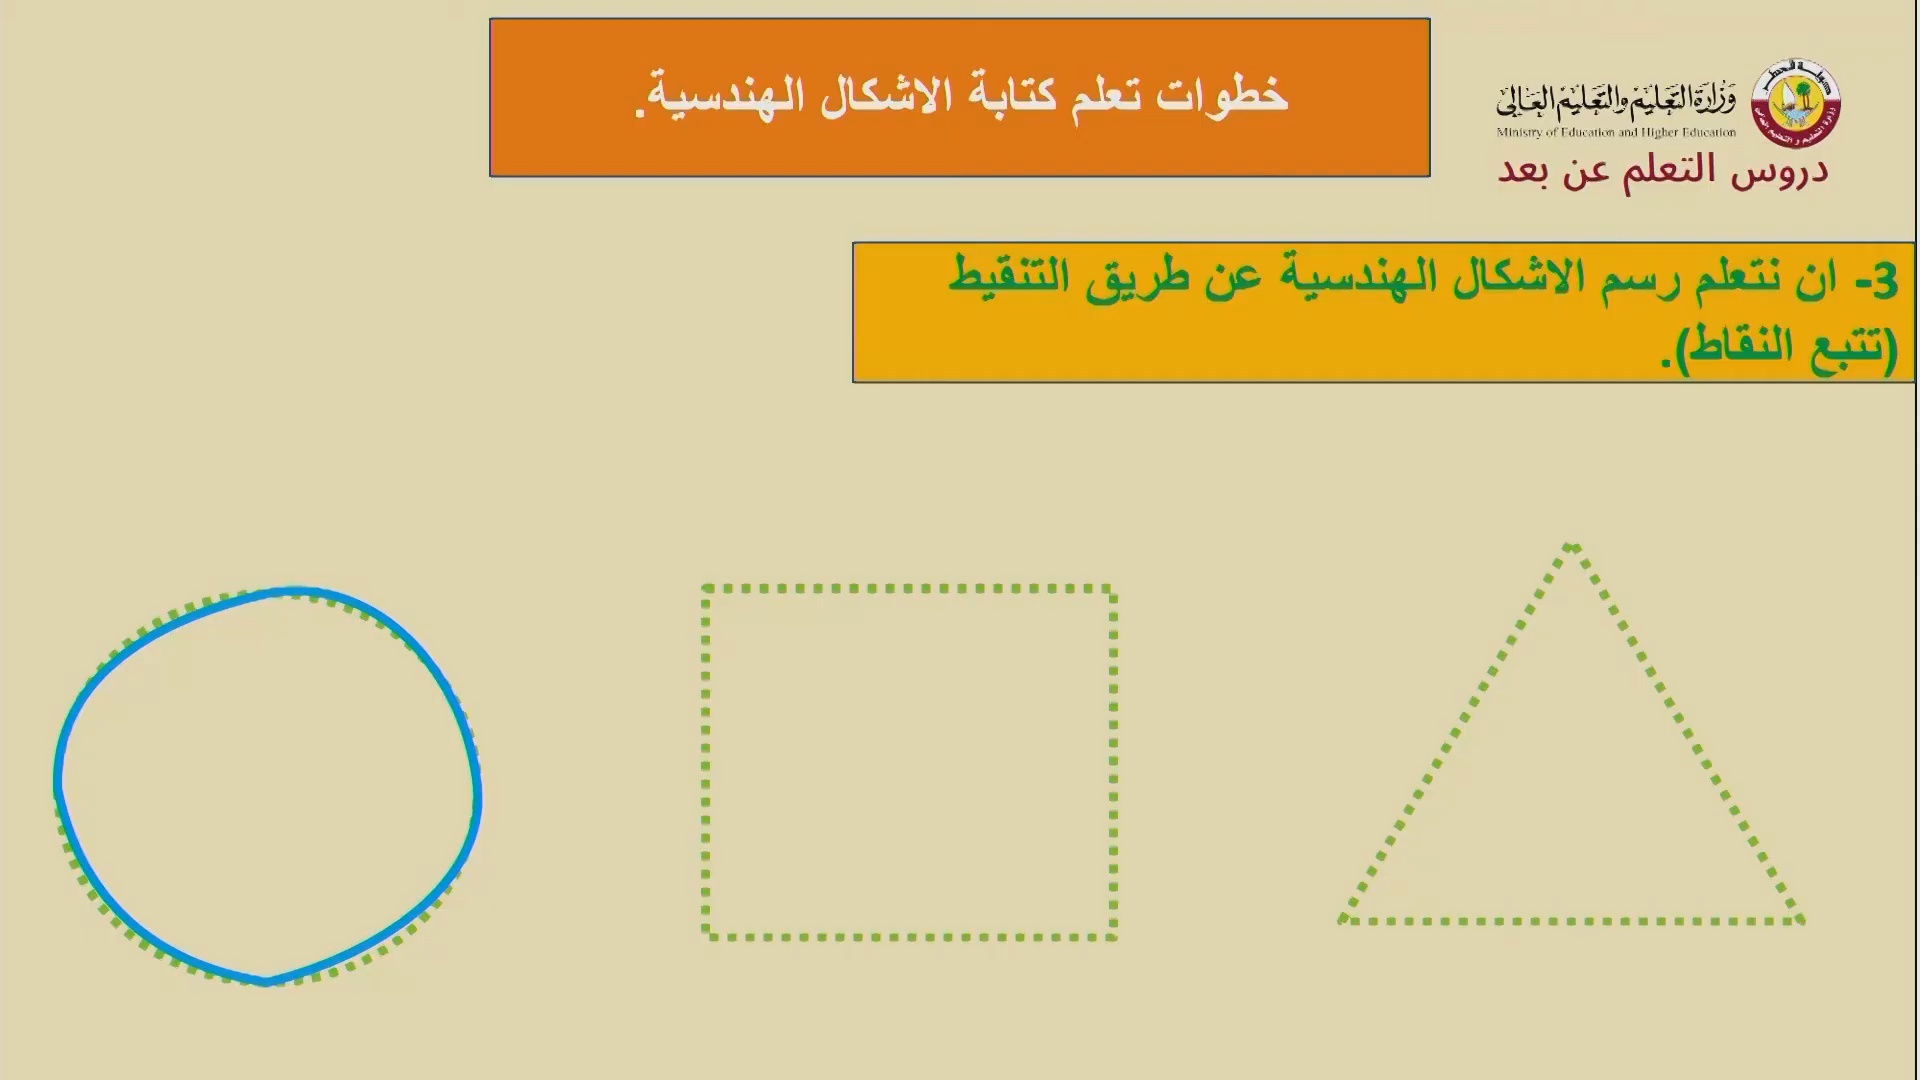 خطوات تعلم كتابة الاشكال الهندسية.
وزارة التعليم والتعليم العالي
Ministry of Education and Higher Education
دروس التعلم عن بعد
3- ان نتعلم رسم الاشكال الهندسية عن طريق التنقيط
(تتبع النقاط).